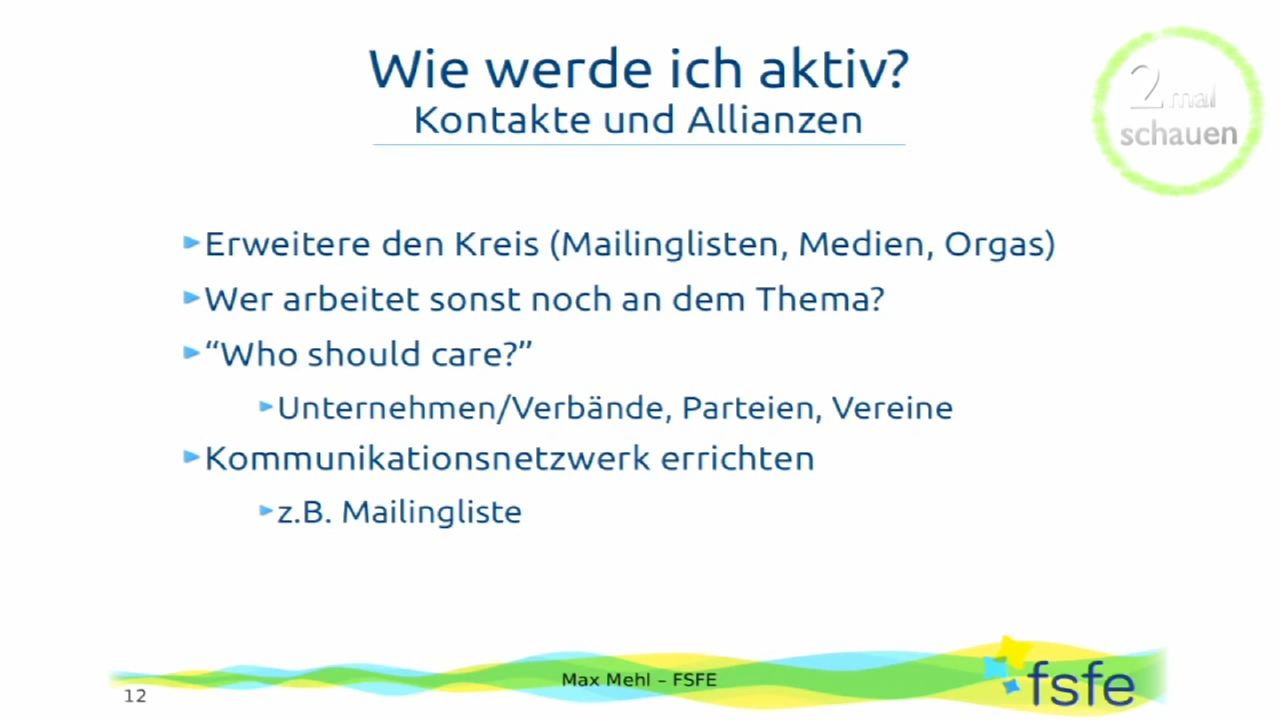 Wie werde ich aktiv?
Kontakte und Allianzen
2 mal
schauen
Erweitere den Kreis (Mailinglisten, Medien, Orgas)
Wer arbeitet sonst noch an dem Thema?
“Who should care?”
Unternehmen/Verbände, Parteien, Vereine
Kommunikationsnetzwerk errichten
z.B. Mailingliste
Max Mehl – FSFE
fsfe
12